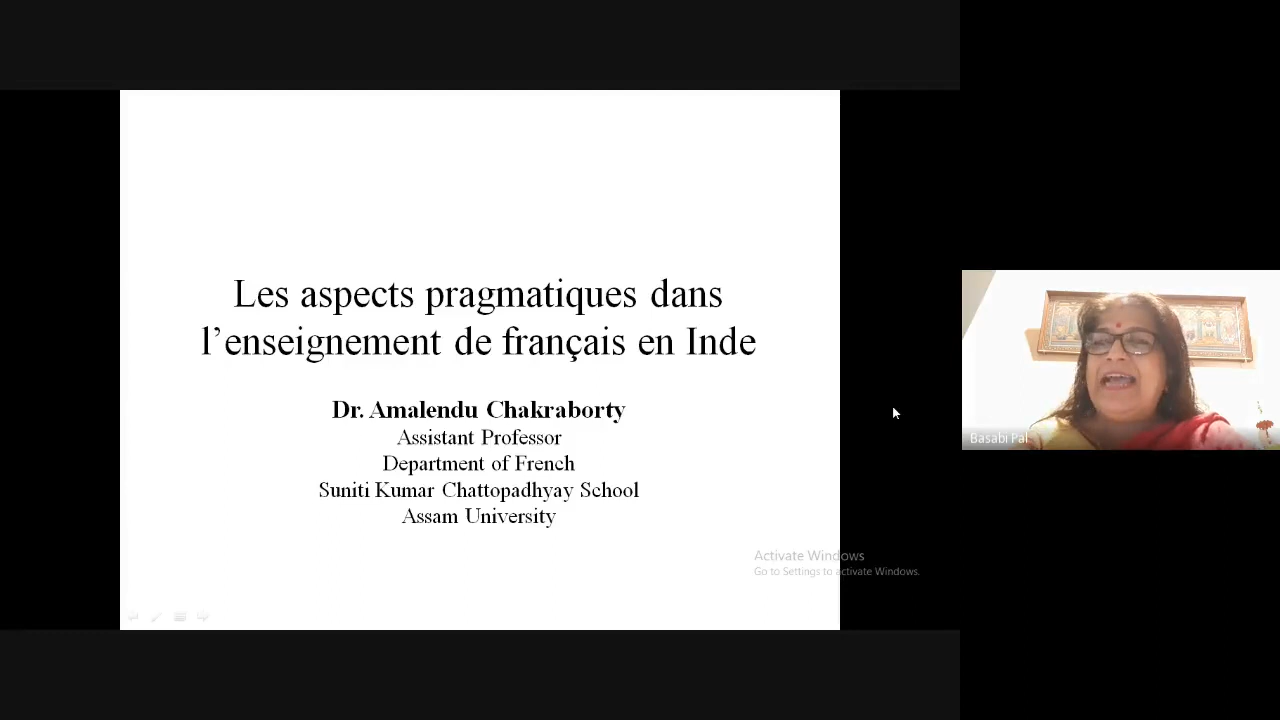 Les aspects pragmatiques dans
l’enseignement de français en Inde
Dr. Amalendu Chakraborty
Assistant Professor
Department of French
Suniti Kumar Chattopadhyay School
Assam University
Basabi Pal
Activate Windows
Go to Settings to activate Windows.